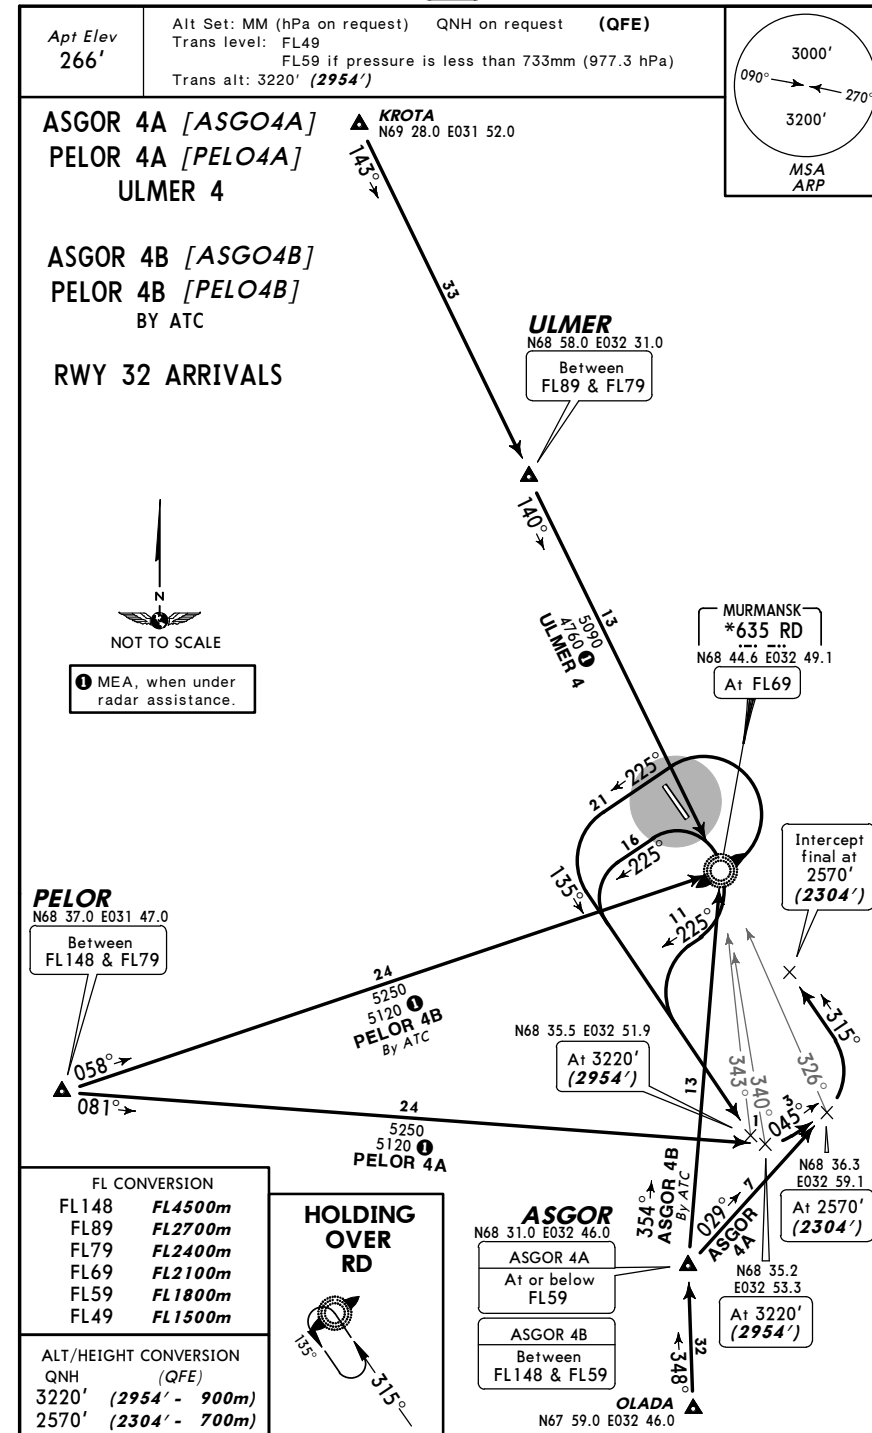 Apt Elev
266'
Alt Set: MM (hPa on request) QNH on request (QFE)
Trans level: FL49
FL59 if pressure is less than 733mm (977.3 hPa)
Trans alt: 3220' (2954')
3000'
090°
270°
3200'
MSA
ARP
ASGOR 4A [ASGO4A]
PELOR 4A [PELO4A]
ULMER 4
ASGOR 4B [ASGO4B]
PELOR 4B [PELO4B]
BY ATC
RWY 32 ARRIVALS
KROTA
N69 28.0 E031 52.0
143°
33
ULMER
N68 58.0 E032 31.0
Between
FL89 & FL79
140°
13
5090
4760 1
ULMER 4
N
NOT TO SCALE
1 MEA, when under
radar assistance.
MURMANSK
*635 RD
N68 44.6 E032 49.1
At FL69
21
225°
16
225°
135°
11
225°
Intercept
final at
2570'
(2304')
PELOR
N68 37.0 E031 47.0
Between
FL148 & FL79
058°
24
5250
5120 1
PELOR 4B
By ATC
081°
24
5250
5120 1
PELOR 4A
N68 35.5 E032 51.9
At 3220'
(2954')
13
343°
340°
326°
315°
1
3
045°
N68 36.3
E032 59.1
At 2570'
(2304')
354°
ASGOR 4B
By ATC
029°
7
ASGOR
4A
N68 35.2
E032 53.3
At 3220'
(2954')
ASGOR
N68 31.0 E032 46.0
ASGOR 4A
At or below
FL59
ASGOR 4B
Between
FL148 & FL59
32
348°
OLADA
N67 59.0 E032 46.0
FL CONVERSION
FL148 FL4500m
FL89 FL2700m
FL79 FL2400m
FL69 FL2100m
FL59 FL1800m
FL49 FL1500m
ALT/HEIGHT CONVERSION
QNH (QFE)
3220' (2954' - 900m)
2570' (2304' - 700m)
HOLDING
OVER
RD
135°
315°